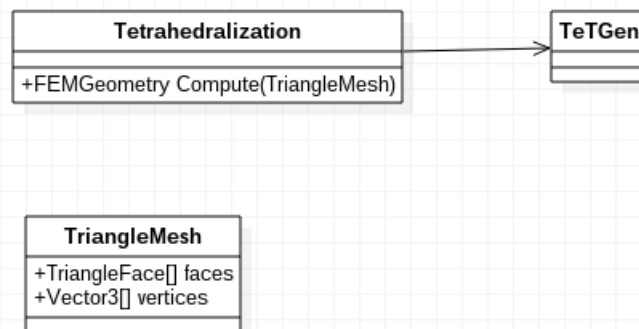 Tetrahedralization
TeTGen
+FEMGeometry Compute(TriangleMesh)
TriangleMesh
+TriangleFace[] faces
+Vector3[] vertices